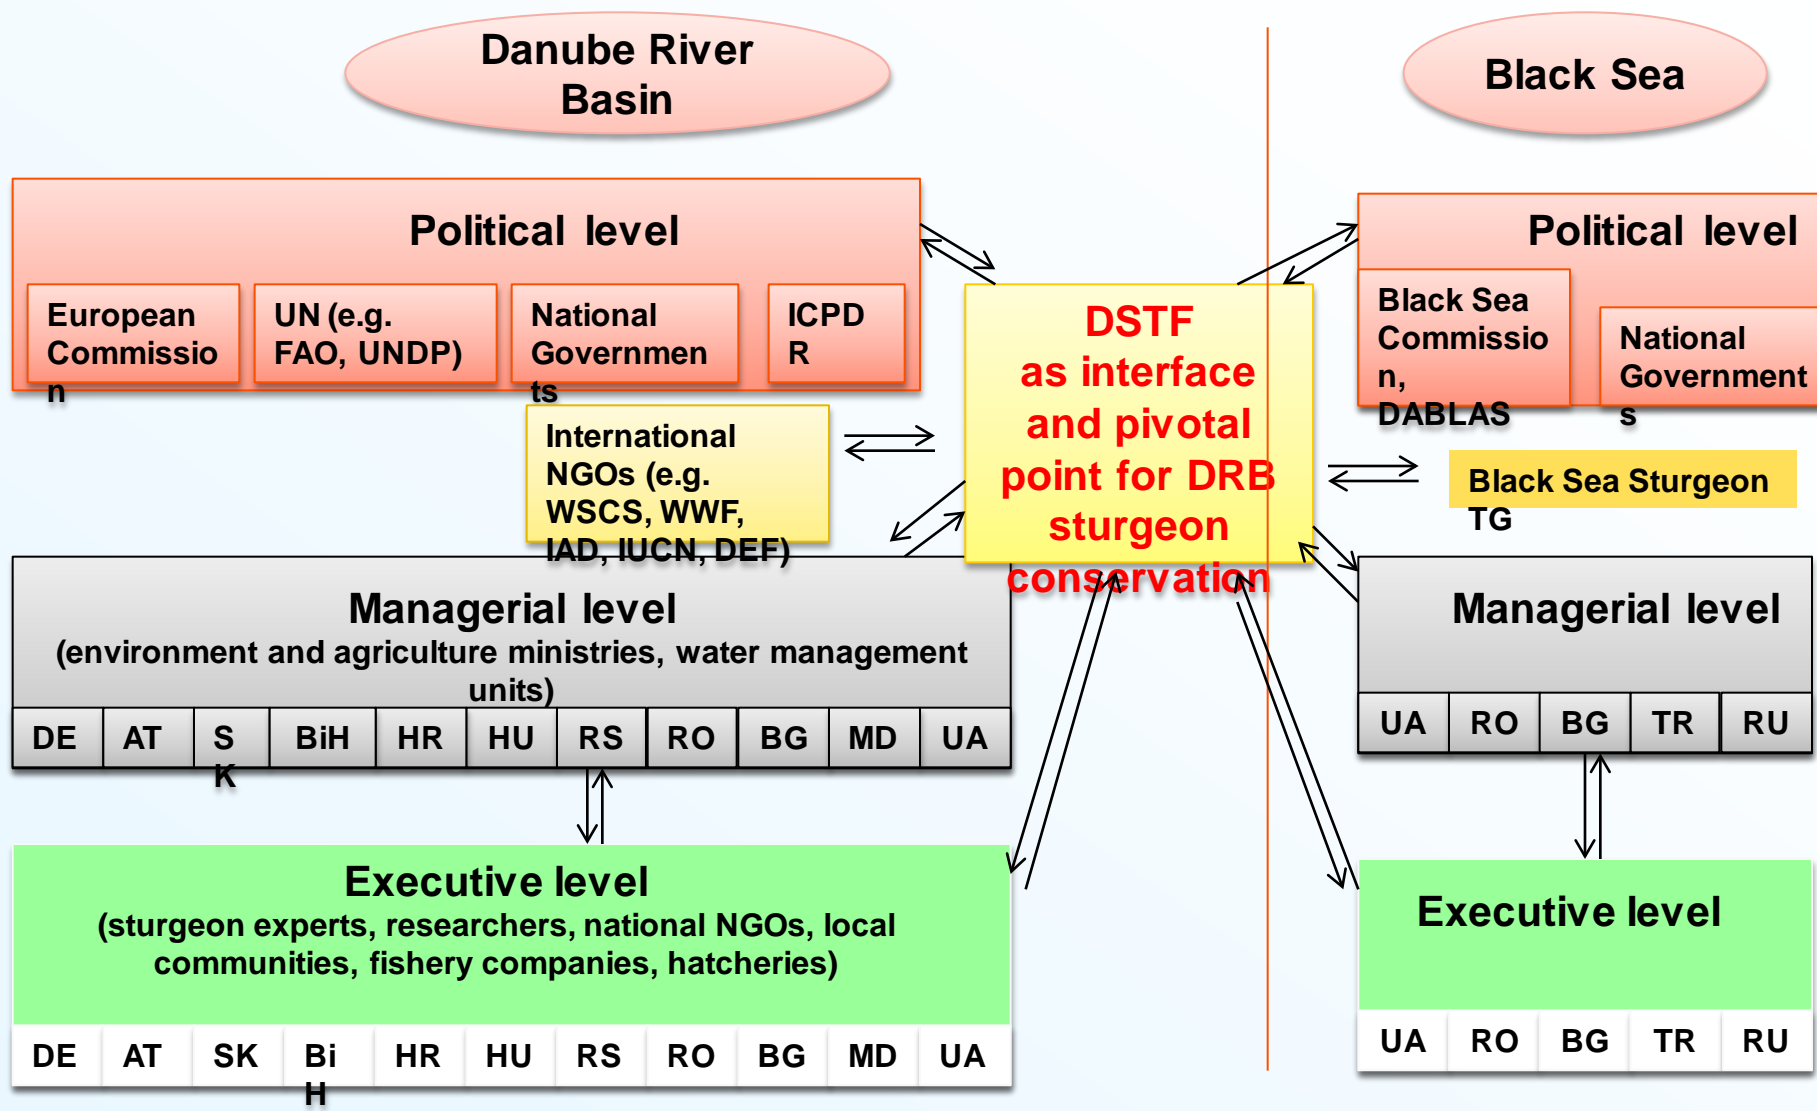 Danube River
Basin
Black Sea
Political level
European
Commissio
n
UN (e.g.
FAO, UNDP)
National
Governmen
ts
ICPD
R
Political level
Black Sea
Commissio
n,
DABLAS
National
Government
s
DSTF
as interface
and pivotal
point for DRB
sturgeon
conservation
International
NGOs (e.g.
WSCS, WWF,
IAD, IUCN, DEF)
Black Sea Sturgeon
TG
Managerial level
(environment and agriculture ministries, water management
units)
DE AT S
K BiH HR HU RS RO BG MD UA
Managerial level
UA RO BG TR RU
Executive level
(sturgeon experts, researchers, national NGOs, local
communities, fishery companies, hatcheries)
DE AT SK Bi
H HR HU RS RO BG MD UA
Executive level
UA RO BG TR RU